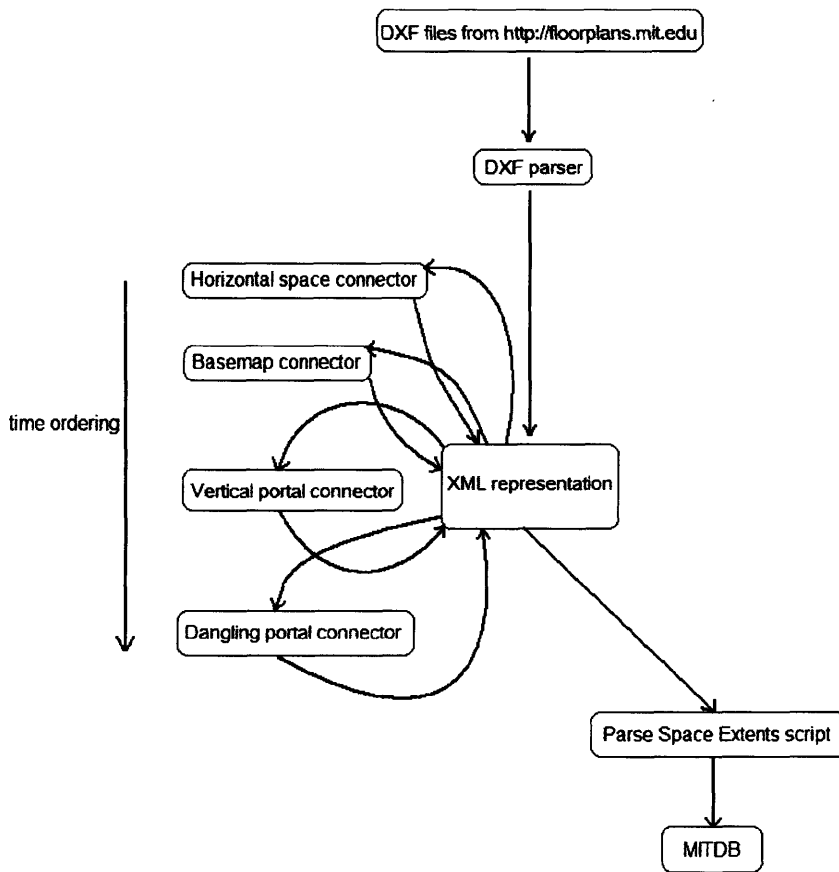 DXF files from http://floorplans.mit.edu
DXF parser
Horizontal space connector
Basemap connector
time ordering
XML representation
Vertical portal connector
Dangling portal connector
Parse Space Extents script
MITDB